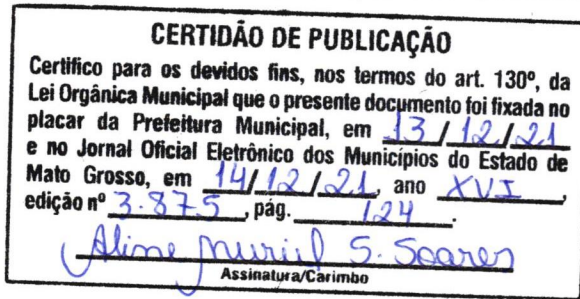 CERTIDÃO DE PUBLICAÇÃO
Certifico para os devidos fins, nos termos do art. 130º, da
Lei Orgânica Municipal que o presente documento foi fixada no
placar da Prefeitura Municipal, em 13/12/21
e no Jornal Oficial Eletrônico dos Municípios do Estado de
Mato Grosso, em 14/12/21, ano XVI,
edição nº 3.875, pág. 124.
Aline Muriel S. Soares
Assinatura/Carimbo